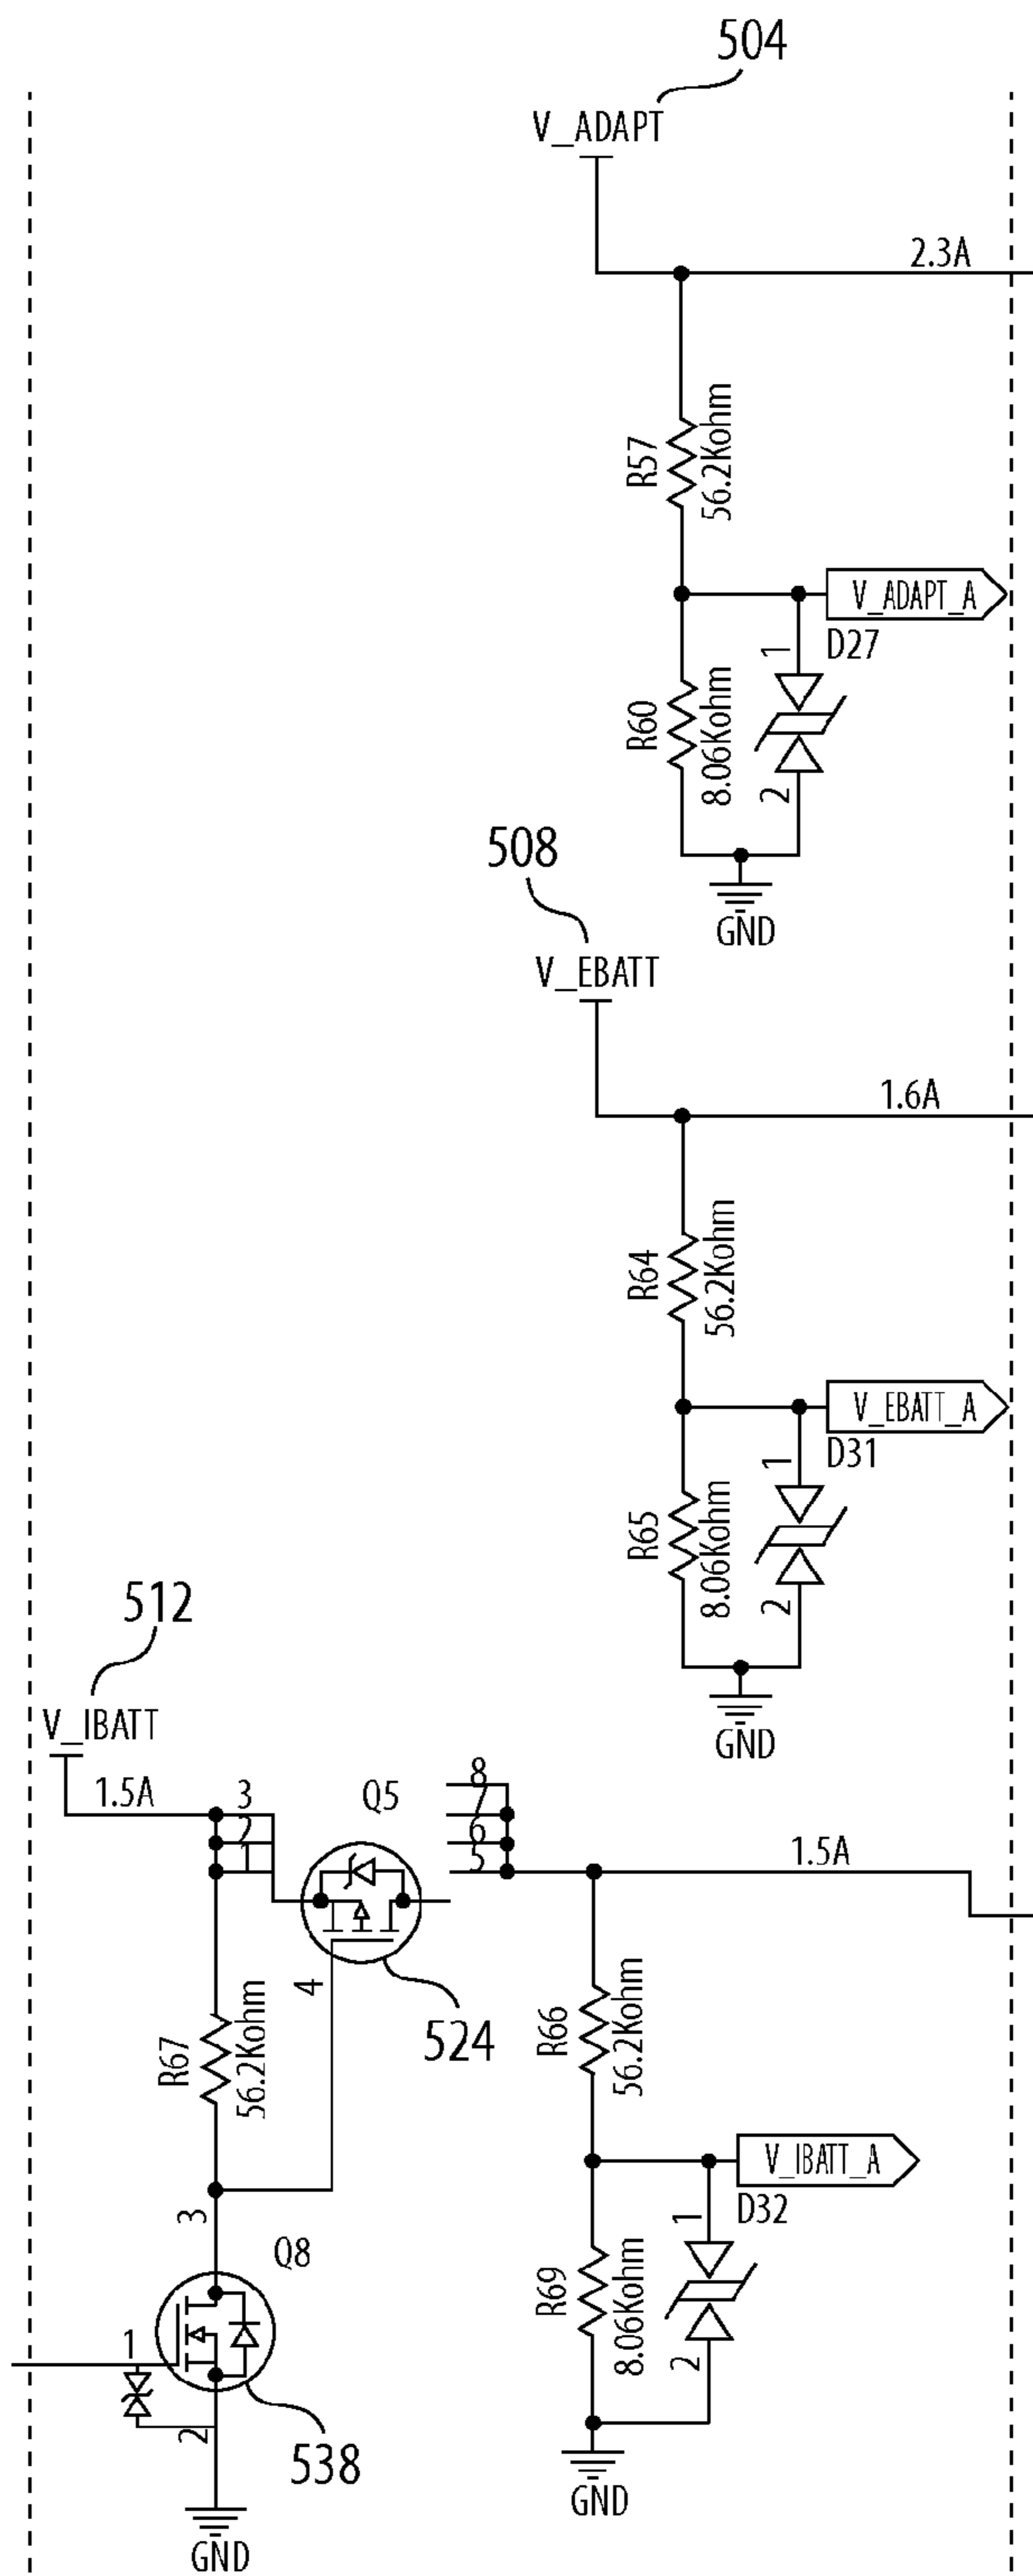 504
V_ADAPT
2.3A
R57
56.2Kohm
V_ADAPT_A
D27
1
R60
8.06Kohm
2
GND
508
V_EBATT
1.6A
R64
56.2Kohm
V_EBATT_A
D31
1
R65
8.06Kohm
2
GND
512
V_IBATT
1.5A
3
2
1
Q5
8
7
6
5
1.5A
4
524
R67
56.2Kohm
R66
56.2Kohm
V_IBATT_A
D32
1
3
Q8
R69
8.06Kohm
2
1
2
538
GND
GND